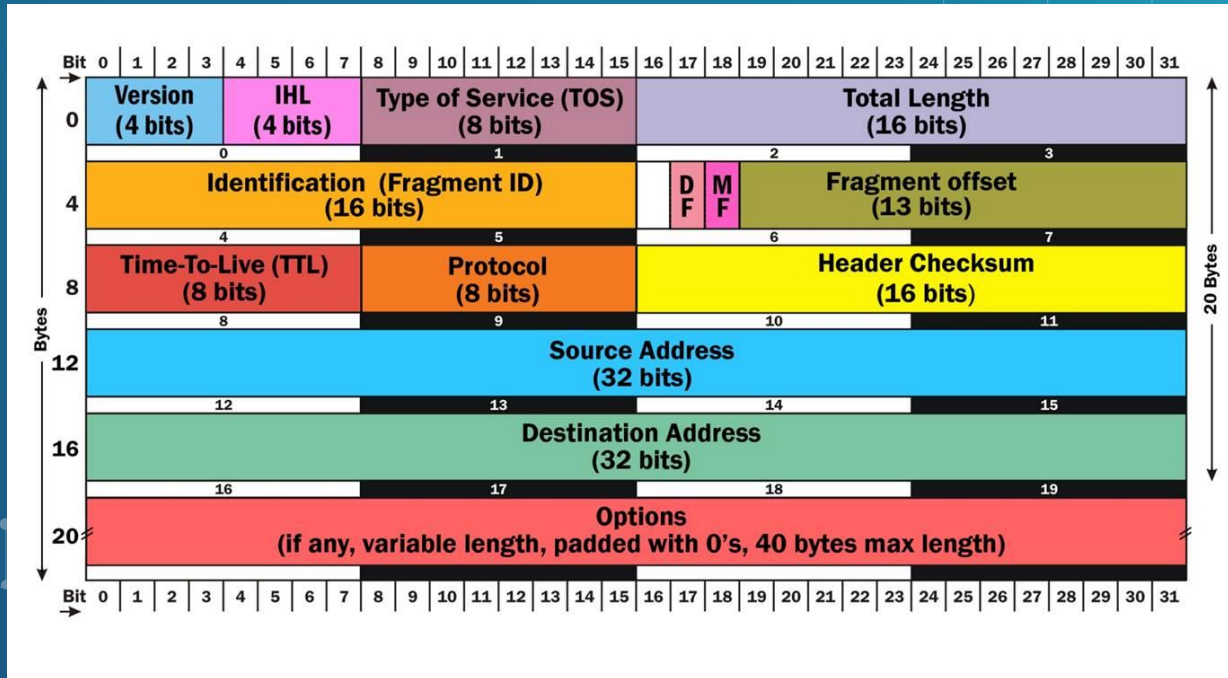 Bit 0 1 2 3 4 5 6 7 8 9 10 11 12 13 14 15 16 17 18 19 20 21 22 23 24 25 26 27 28 29 30 31
0
Version
(4 bits)
IHL
(4 bits)
Type of Service (TOS)
(8 bits)
Total Length
(16 bits)
0 1 2 3
4
Identification (Fragment ID)
(16 bits)
D
F
M
F
Fragment offset
(13 bits)
4 5 6 7
8
Time-To-Live (TTL)
(8 bits)
Protocol
(8 bits)
Header Checksum
(16 bits)
8 9 10 11
12
Source Address
(32 bits)
12 13 14 15
16
Destination Address
(32 bits)
16 17 18 19
20
Options
(if any, variable length, padded with 0's, 40 bytes max length)
Bit 0 1 2 3 4 5 6 7 8 9 10 11 12 13 14 15 16 17 18 19 20 21 22 23 24 25 26 27 28 29 30 31
Bytes
20 Bytes